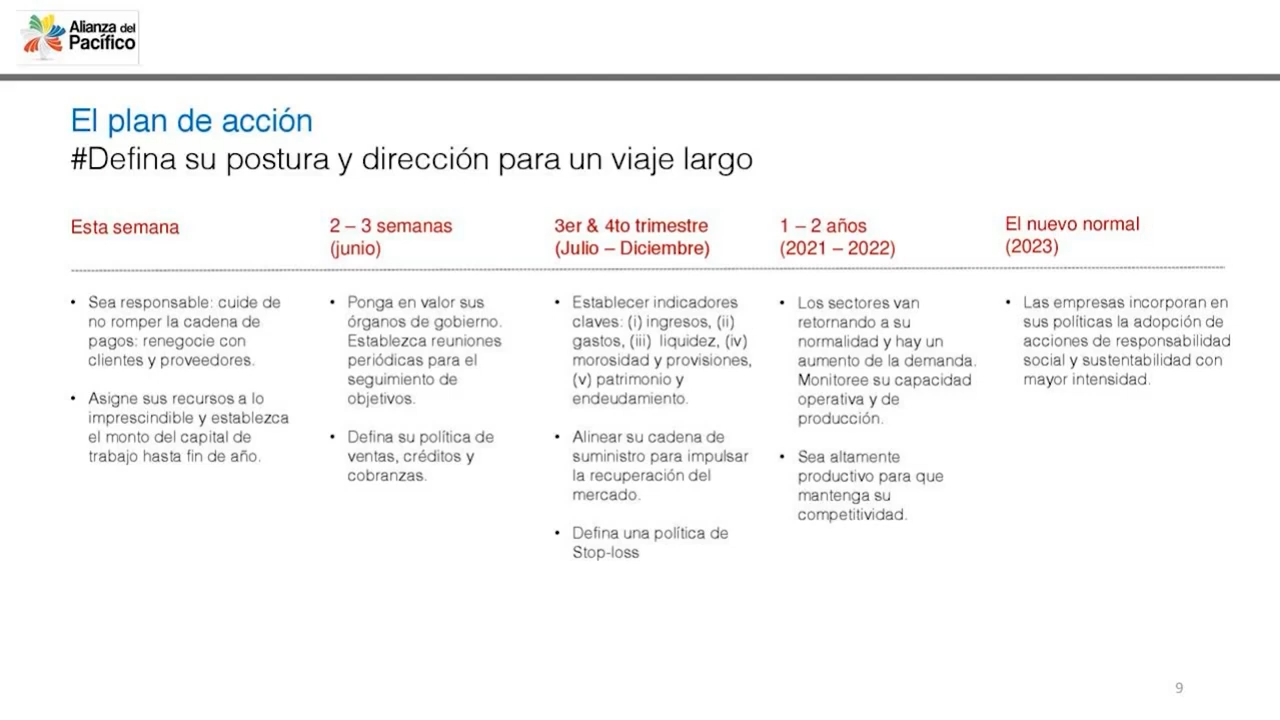 Alianza del
Pacífico
El plan de acción
#Defina su postura y dirección para un viaje largo
Esta semana
• Sea responsable: cuide de
no romper la cadena de
pagos: renegocie con
clientes y proveedores.
• Asigne sus recursos a lo
imprescindible y establezca
el monto del capital de
trabajo hasta fin de año.
2 – 3 semanas
(junio)
• Ponga en valor sus
órganos de gobierno.
Establezca reuniones
periódicas para el
seguimiento de
objetivos.
• Defina su política de
ventas, créditos y
cobranzas.
3er & 4to trimestre
(Julio – Diciembre)
• Establecer indicadores
claves: (i) ingresos, (ii)
gastos, (iii) liquidez, (iv)
morosidad y provisiones,
(v) patrimonio y
endeudamiento.
• Alinear su cadena de
suministro para impulsar
la recuperación del
mercado.
• Defina una política de
Stop-loss
1 – 2 años
(2021 – 2022)
• Los sectores van
retornando a su
normalidad y hay un
aumento de la demanda.
Monitoree su capacidad
operativa y de
producción.
• Sea altamente
productivo para que
mantenga su
competitividad.
El nuevo normal
(2023)
• Las empresas incorporan en
sus políticas la adopción de
acciones de responsabilidad
social y sustentabilidad con
mayor intensidad.
9